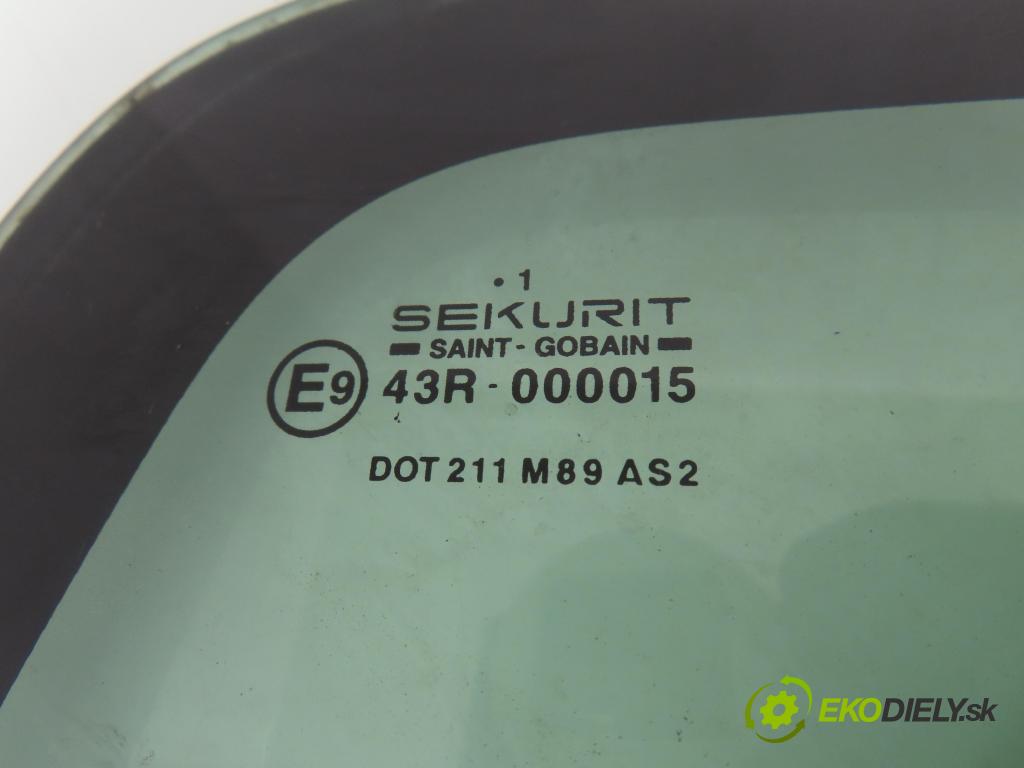 . 1
SEKURIT
SAINT-GOBAIN
E9 43R - 000015
DOT 211 M89 AS2
EKODIELY.sk